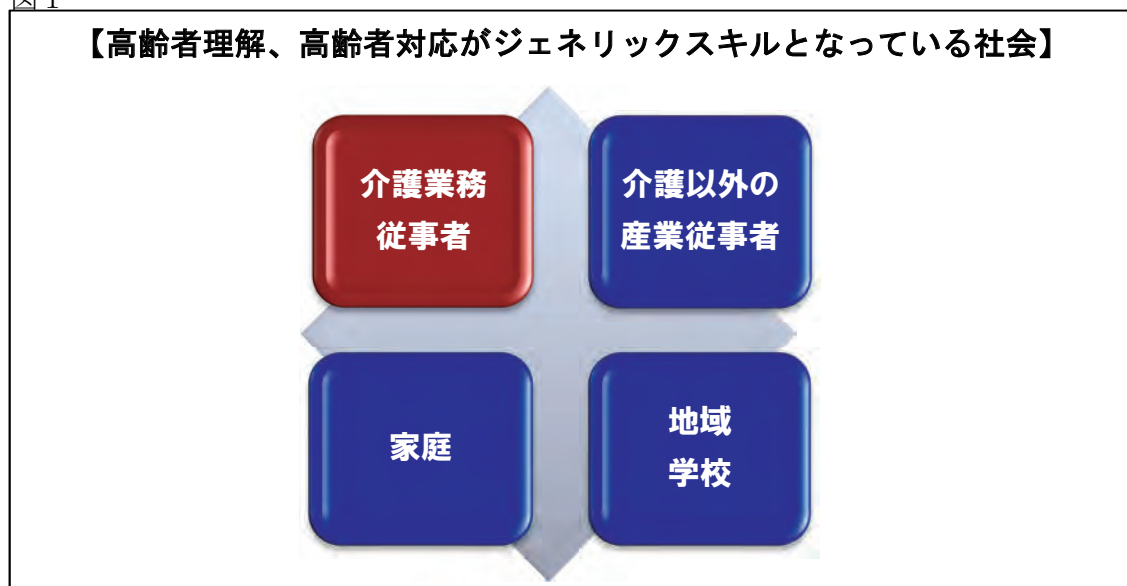 図1
【高齢者理解、高齢者対応がジェネリックスキルとなっている社会】
介護業務
従事者
介護以外の
産業従事者
家庭
地域
学校